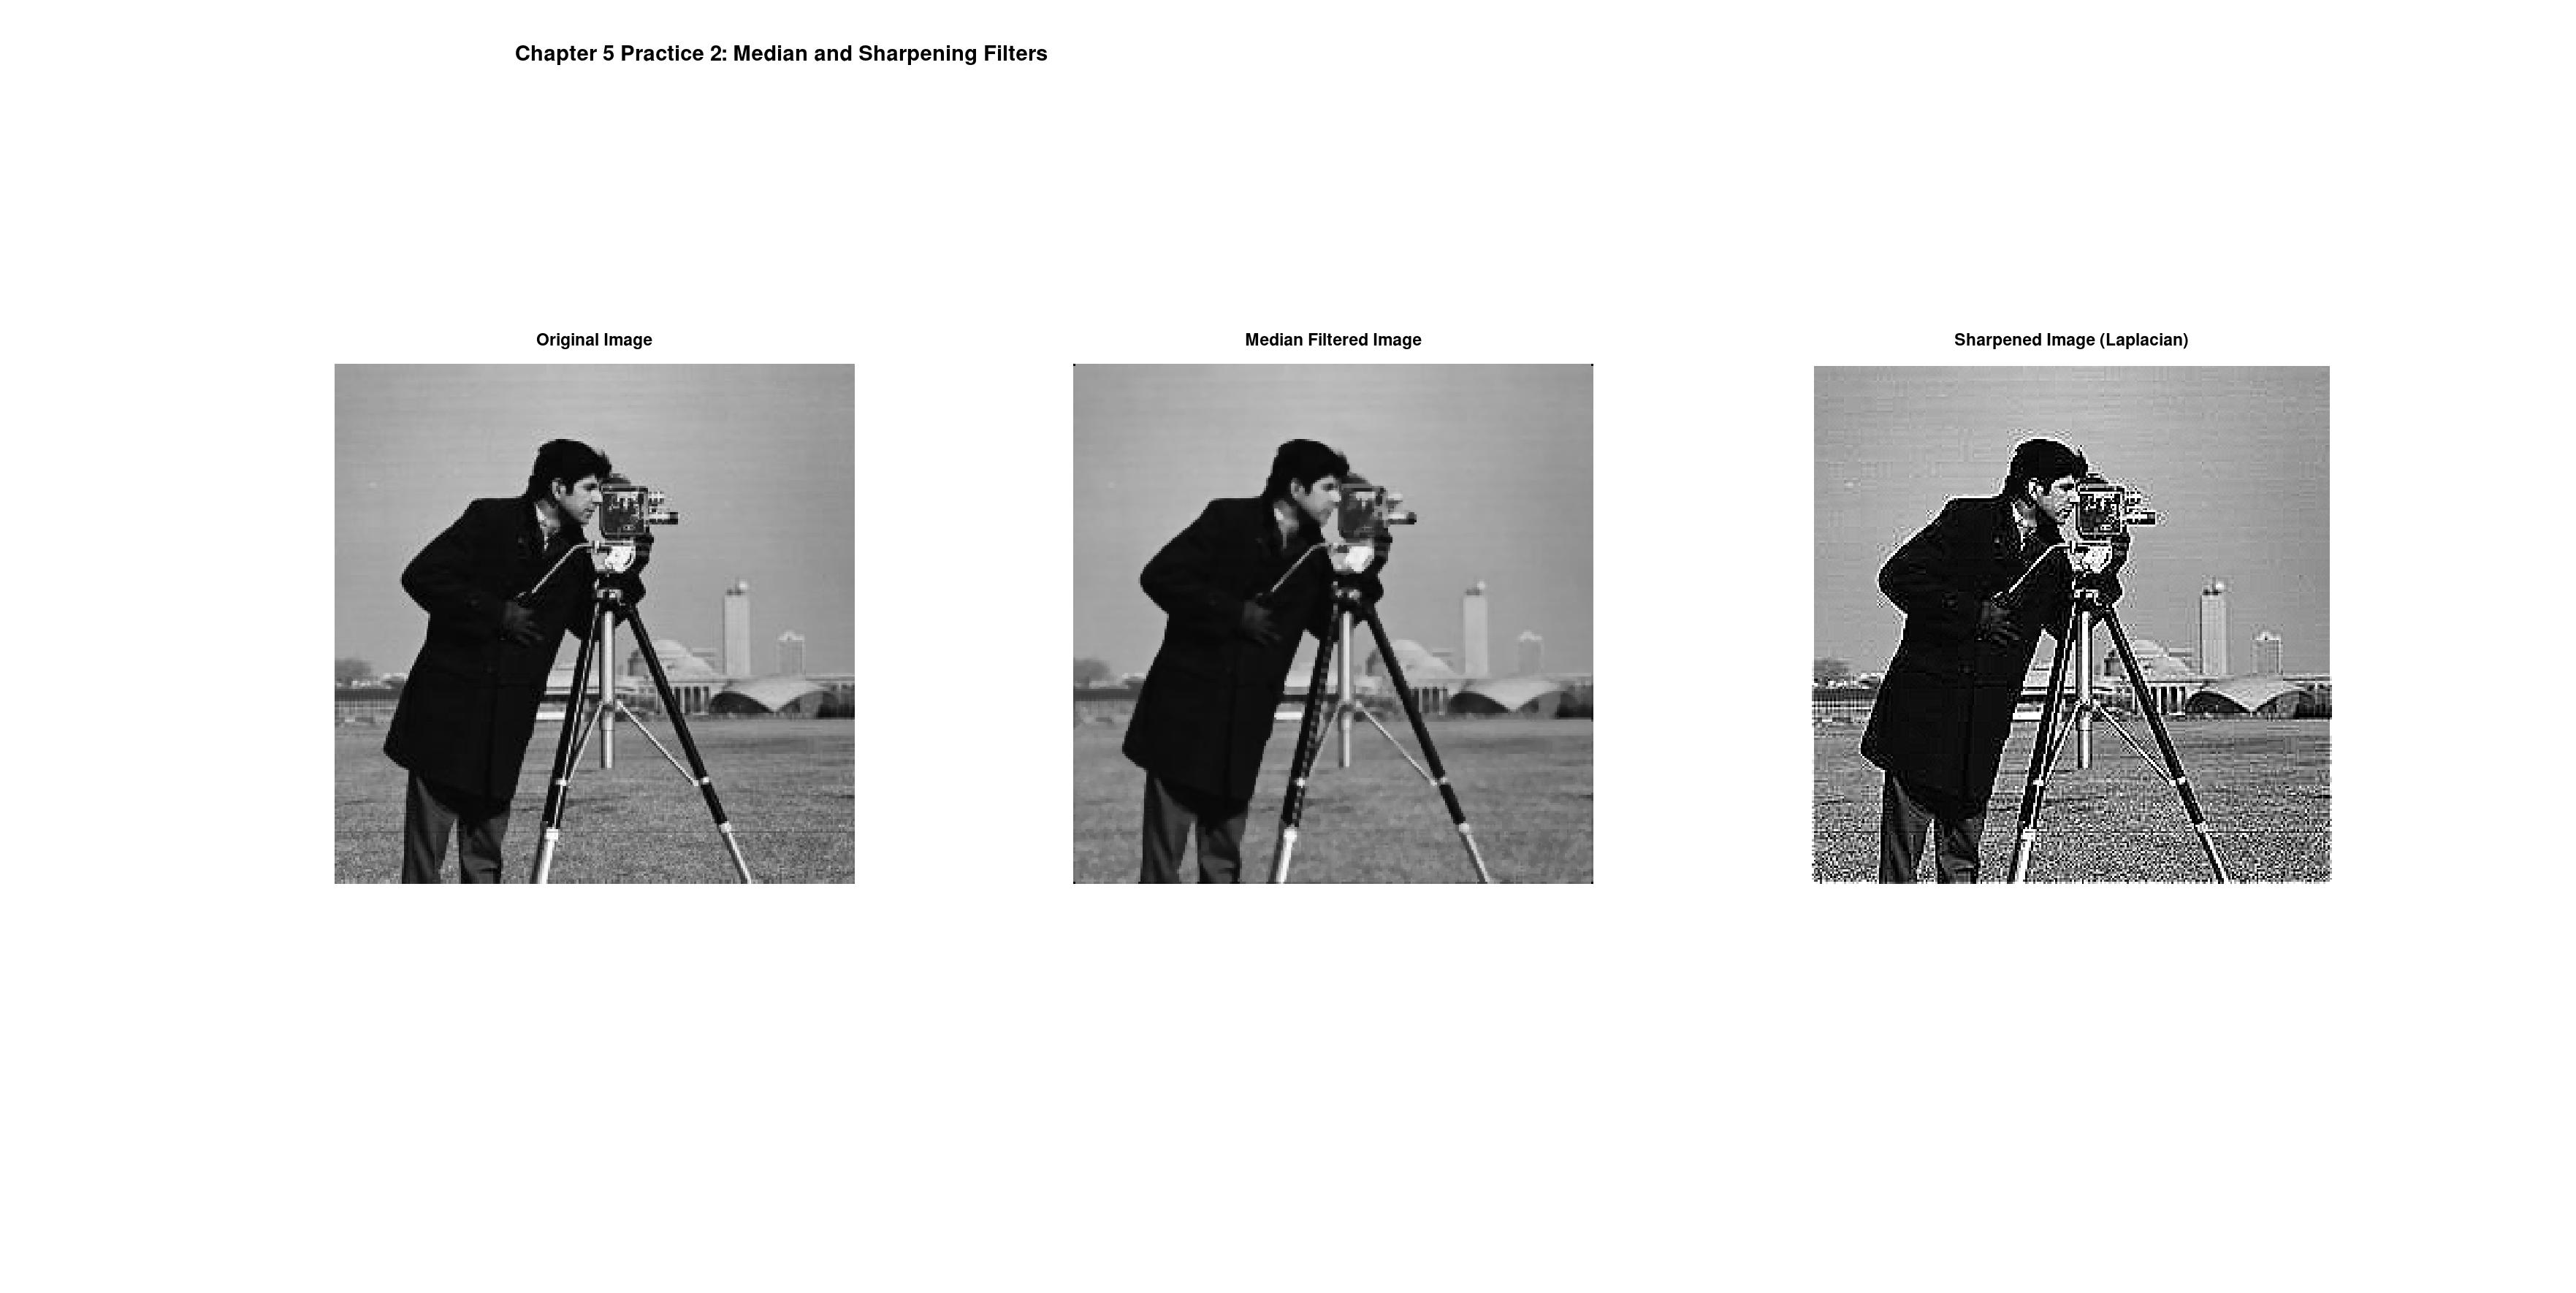 Chapter 5 Practice 2: Median and Sharpening Filters
Original Image
Median Filtered Image
Sharpened Image (Laplacian)